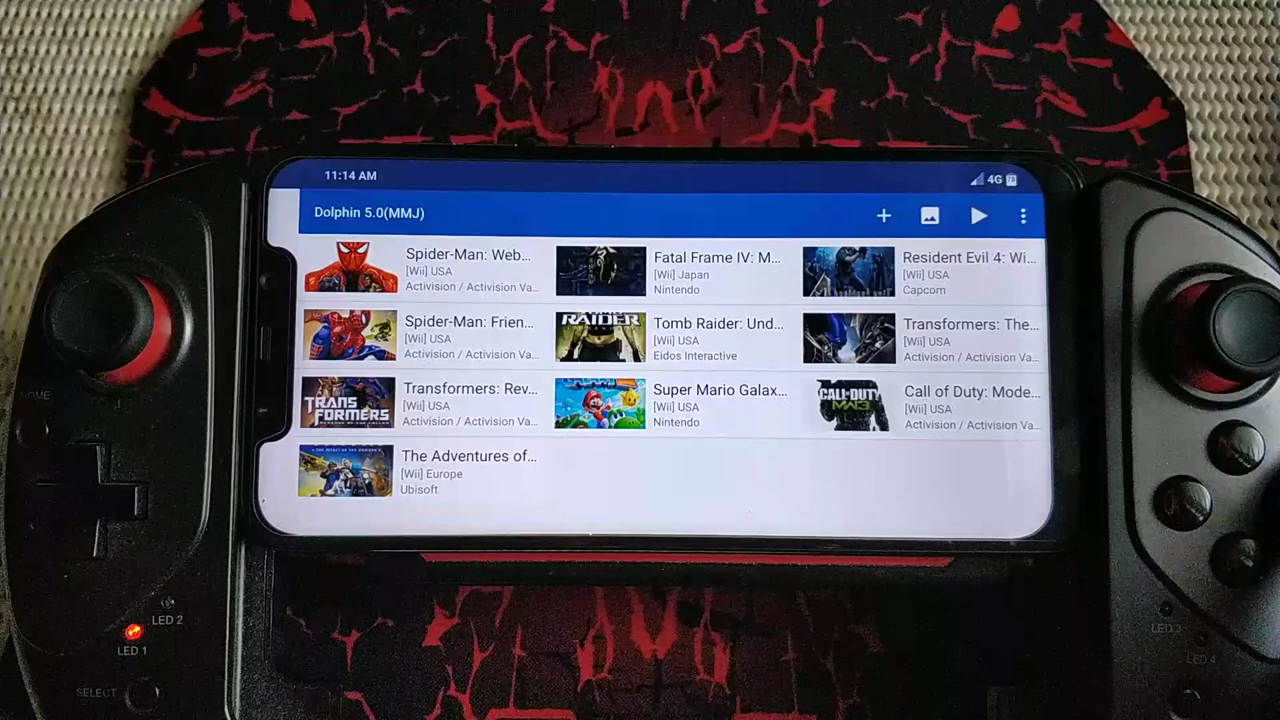 11:14 AM
4G
78
Dolphin 5.0(MMJ)
Spider-Man: Web...
[Wii] USA
Activision / Activision Va...
Fatal Frame IV: M...
[Wii] Japan
Nintendo
Resident Evil 4: Wi...
[Wii] USA
Capcom
Spider-Man: Frien...
[Wii] USA
Activision / Activision Va...
RAIDER
Tomb Raider: Und...
[Wii] USA
Eidos Interactive
Transformers: The...
[Wii] USA
Activision / Activision Va...
TRANS
FORMERS
Transformers: Rev...
[Wii] USA
Activision / Activision Va...
Super Mario Galax...
[Wii] USA
Nintendo
CALL·DUTY
MW3
Call of Duty: Mode...
[Wii] USA
Activision / Activision Va...
The Adventures of...
[Wii] Europe
Ubisoft
HOME
LED 2
LED 1
SELECT
LED 3
LED 4